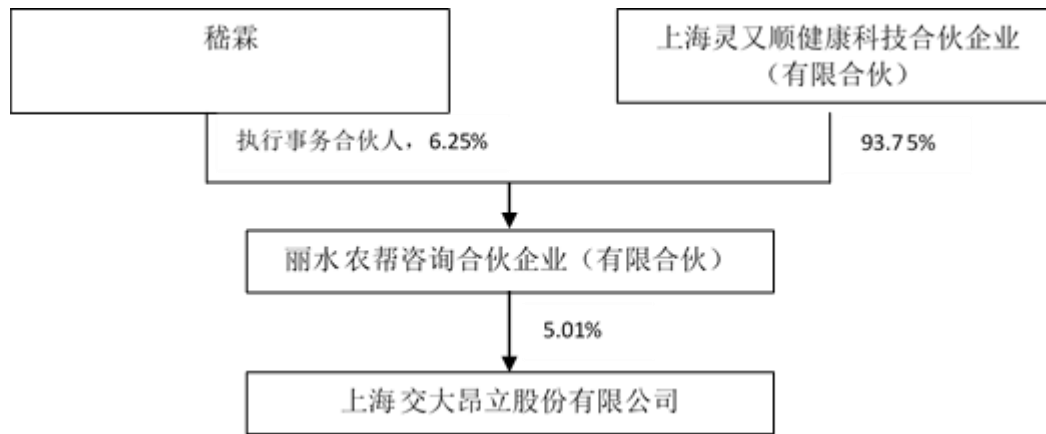 嵇霖
上海灵又顺健康科技合伙企业
（有限合伙）
执行事务合伙人，6.25%
93.75%
丽水农帮咨询合伙企业（有限合伙）
5.01%
上海交大昂立股份有限公司